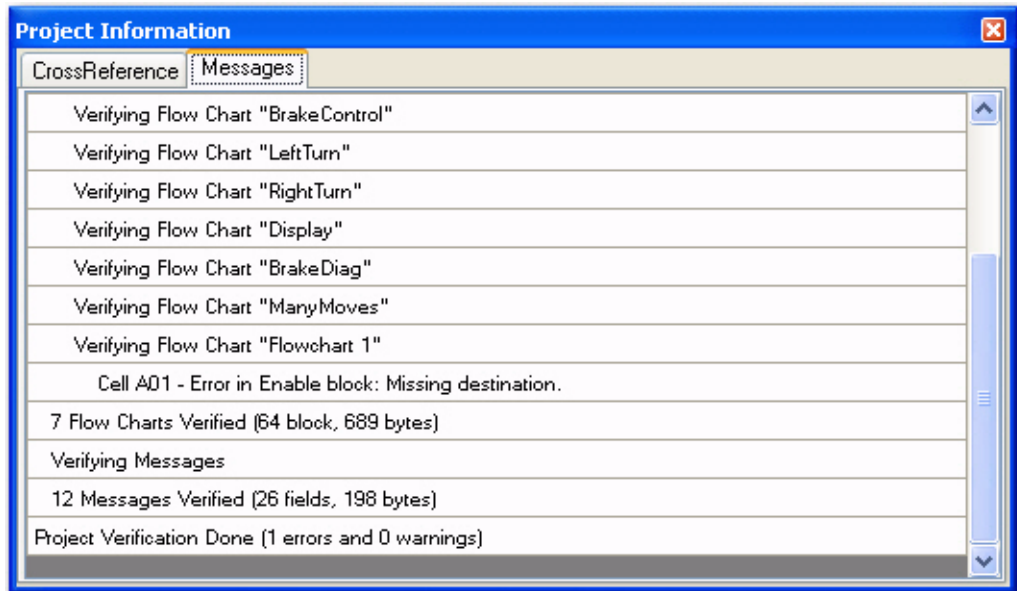 Project Information
CrossReference Messages
Verifying Flow Chart "BrakeControl"
Verifying Flow Chart "LeftTurn"
Verifying Flow Chart "RightTurn"
Verifying Flow Chart "Display"
Verifying Flow Chart "BrakeDiag"
Verifying Flow Chart "ManyMoves"
Verifying Flow Chart "Flowchart 1"
Cell A01 - Error in Enable block: Missing destination.
7 Flow Charts Verified (64 block, 689 bytes)
Verifying Messages
12 Messages Verified (26 fields, 198 bytes)
Project Verification Done (1 errors and 0 warnings)